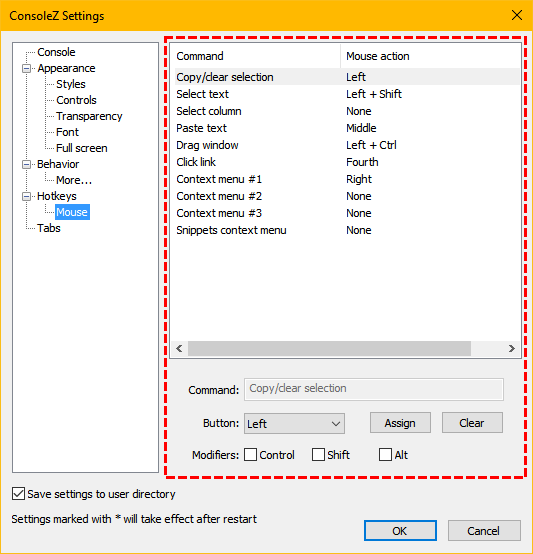 ConsoleZ Settings
Console
Appearance
Styles
Controls
Transparency
Font
Full screen
Behavior
More...
Hotkeys
Mouse
Tabs
Command Mouse action
Copy/clear selection Left
Select text Left + Shift
Select column None
Paste text Middle
Drag window Left + Ctrl
Click link Fourth
Context menu #1 Right
Context menu #2 None
Context menu #3 None
Snippets context menu None
Command: Copy/clear selection
Button: Left Assign Clear
Modifiers: Control Shift Alt
Save settings to user directory
Settings marked with * will take effect after restart
OK Cancel